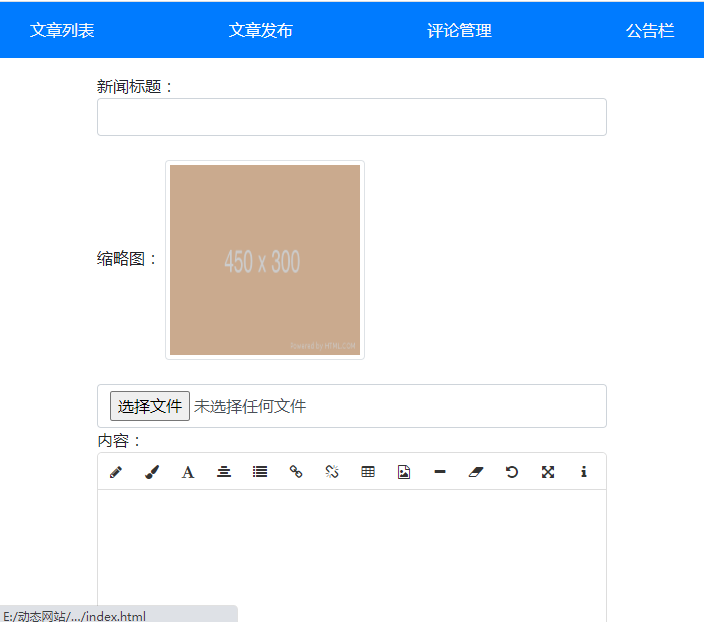 文章列表 文章发布 评论管理 公告栏
新闻标题：
450 x 300
缩略图：
Powered by HTML.COM
选择文件 未选择任何文件
内容：
A
E:/动态网站/.../index.html